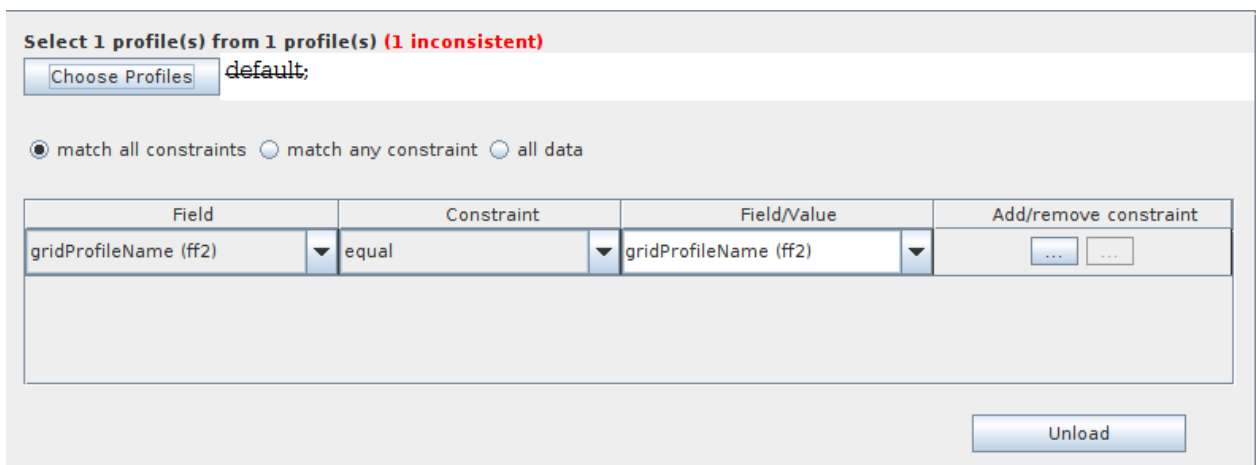 Select 1 profile(s) from 1 profile(s) (1 inconsistent)
Choose Profiles default;
match all constraints match any constraint all data
Field Constraint Field/Value Add/remove constraint
gridProfileName (ff2) equal gridProfileName (ff2) ... ...
Unload